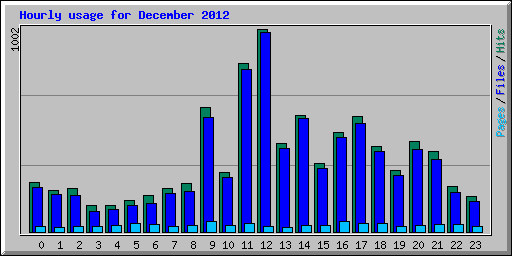 Hourly usage for December 2012
1002
Pages / Files / Hits
0 1 2 3 4 5 6 7 8 9 10 11 12 13 14 15 16 17 18 19 20 21 22 23